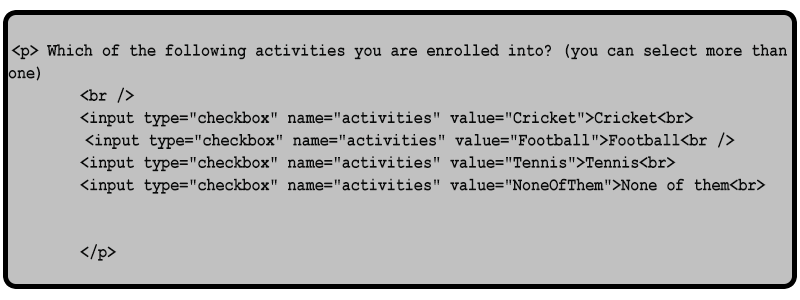 <p> Which of the following activities you are enrolled into? (you can select more than
one)
<br />
<input type="checkbox" name="activities" value="Cricket">Cricket<br>
<input type="checkbox" name="activities" value="Football">Football<br />
<input type="checkbox" name="activities" value="Tennis">Tennis<br>
<input type="checkbox" name="activities" value="NoneOfThem">None of them<br>
</p>